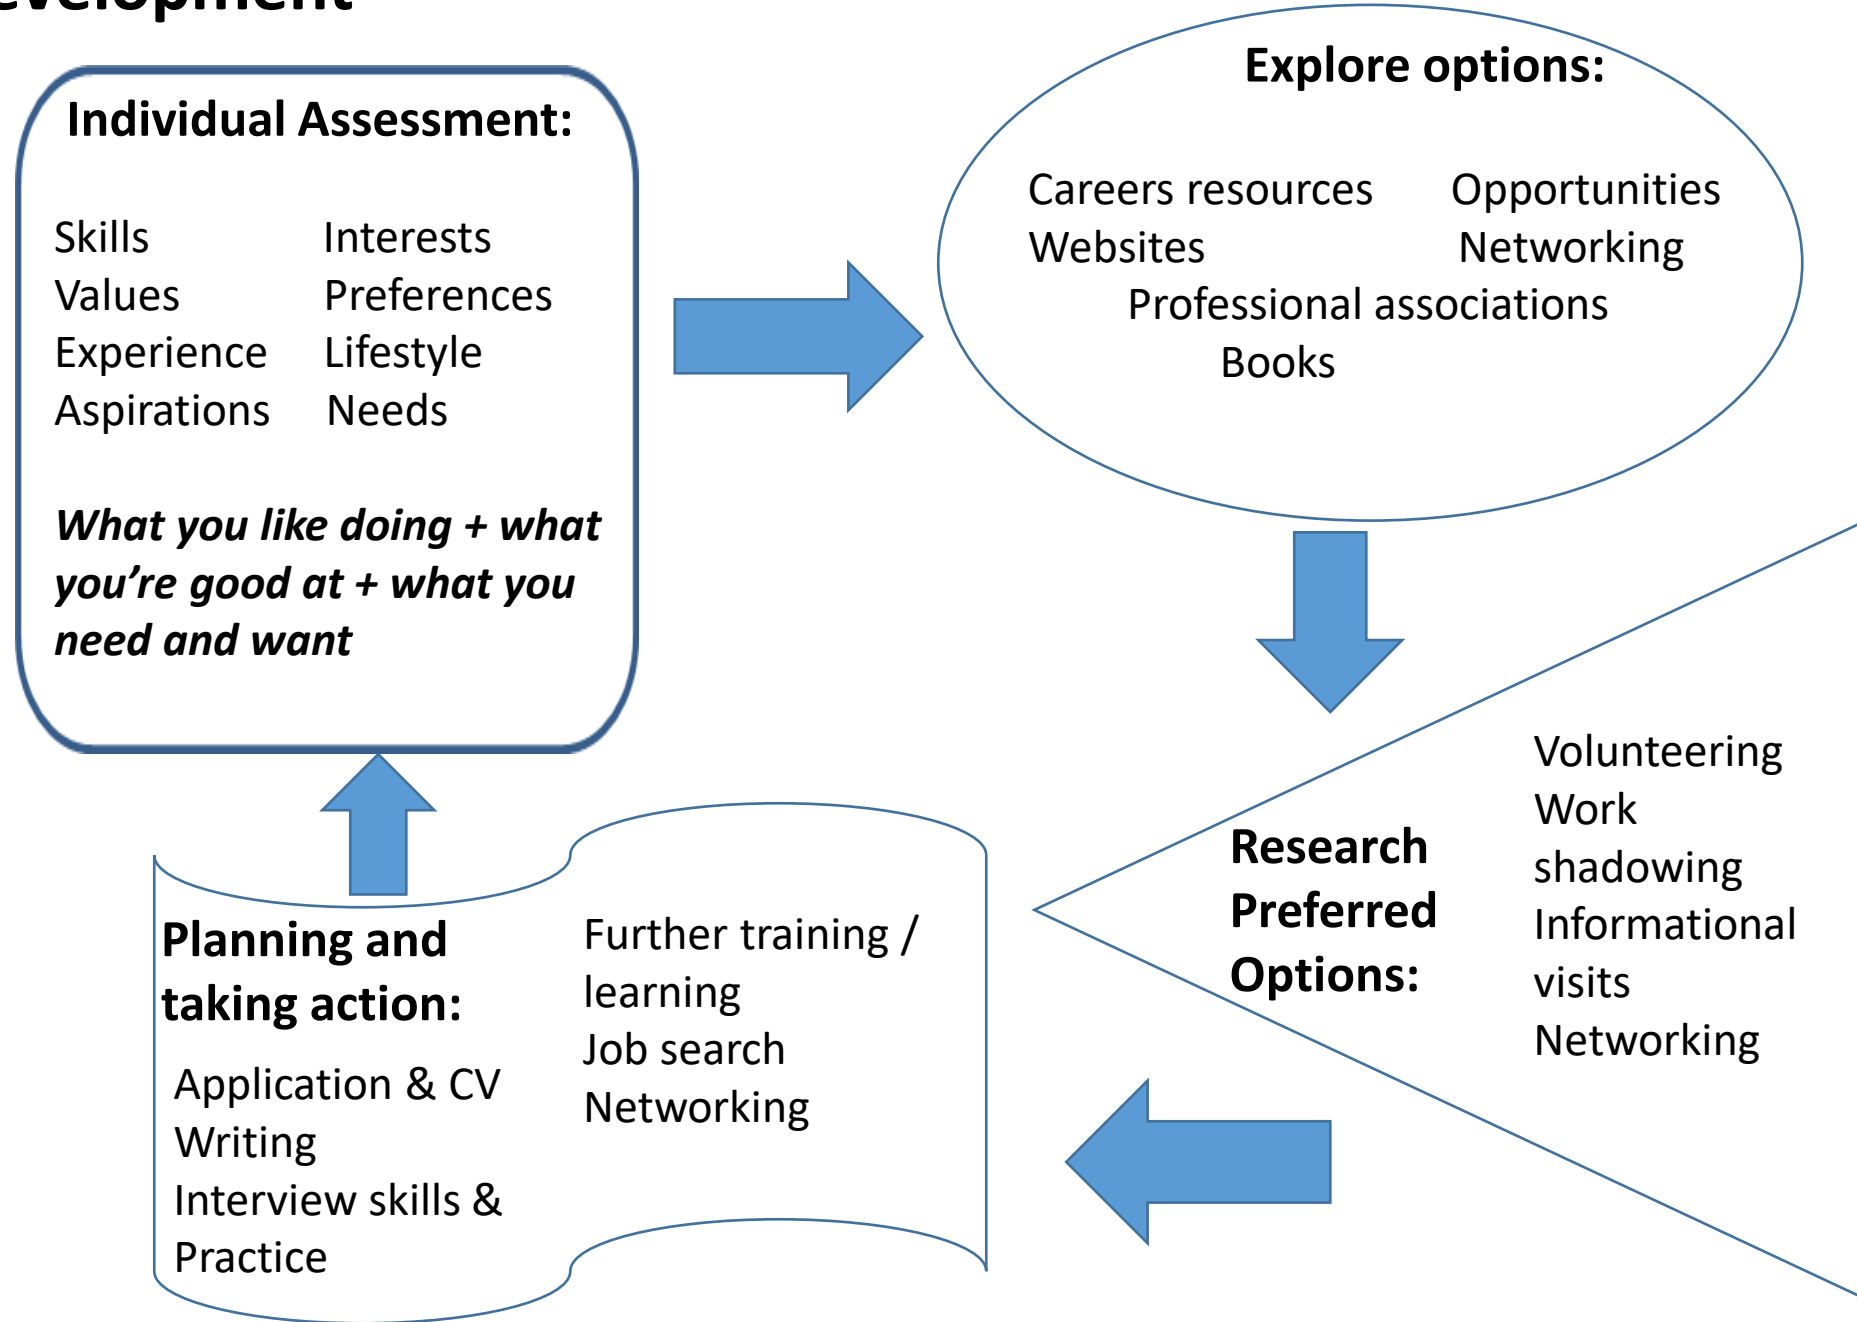 Individual Assessment:
Skills Interests
Values Preferences
Experience Lifestyle
Aspirations Needs
What you like doing + what
you're good at + what you
need and want
Explore options:
Careers resources Opportunities
Websites Networking
Professional associations
Books
Research
Preferred
Options:
Volunteering
Work
shadowing
Informational
visits
Networking
Planning and
taking action:
Application & CV
Writing
Interview skills &
Practice
Further training /
learning
Job search
Networking